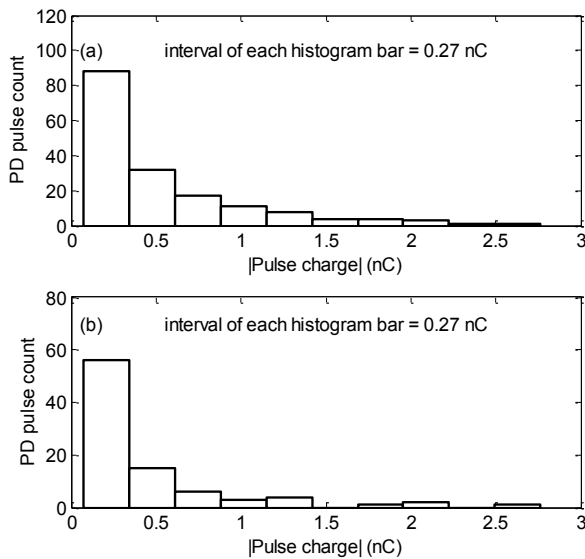 120
100
80
60
40
20
0
PD pulse count
(a) interval of each histogram bar = 0.27 nC
0 0.5 1 1.5 2 2.5 3
|Pulse charge| (nC)
80
60
40
20
0
PD pulse count
(b) interval of each histogram bar = 0.27 nC
0 0.5 1 1.5 2 2.5 3
|Pulse charge| (nC)